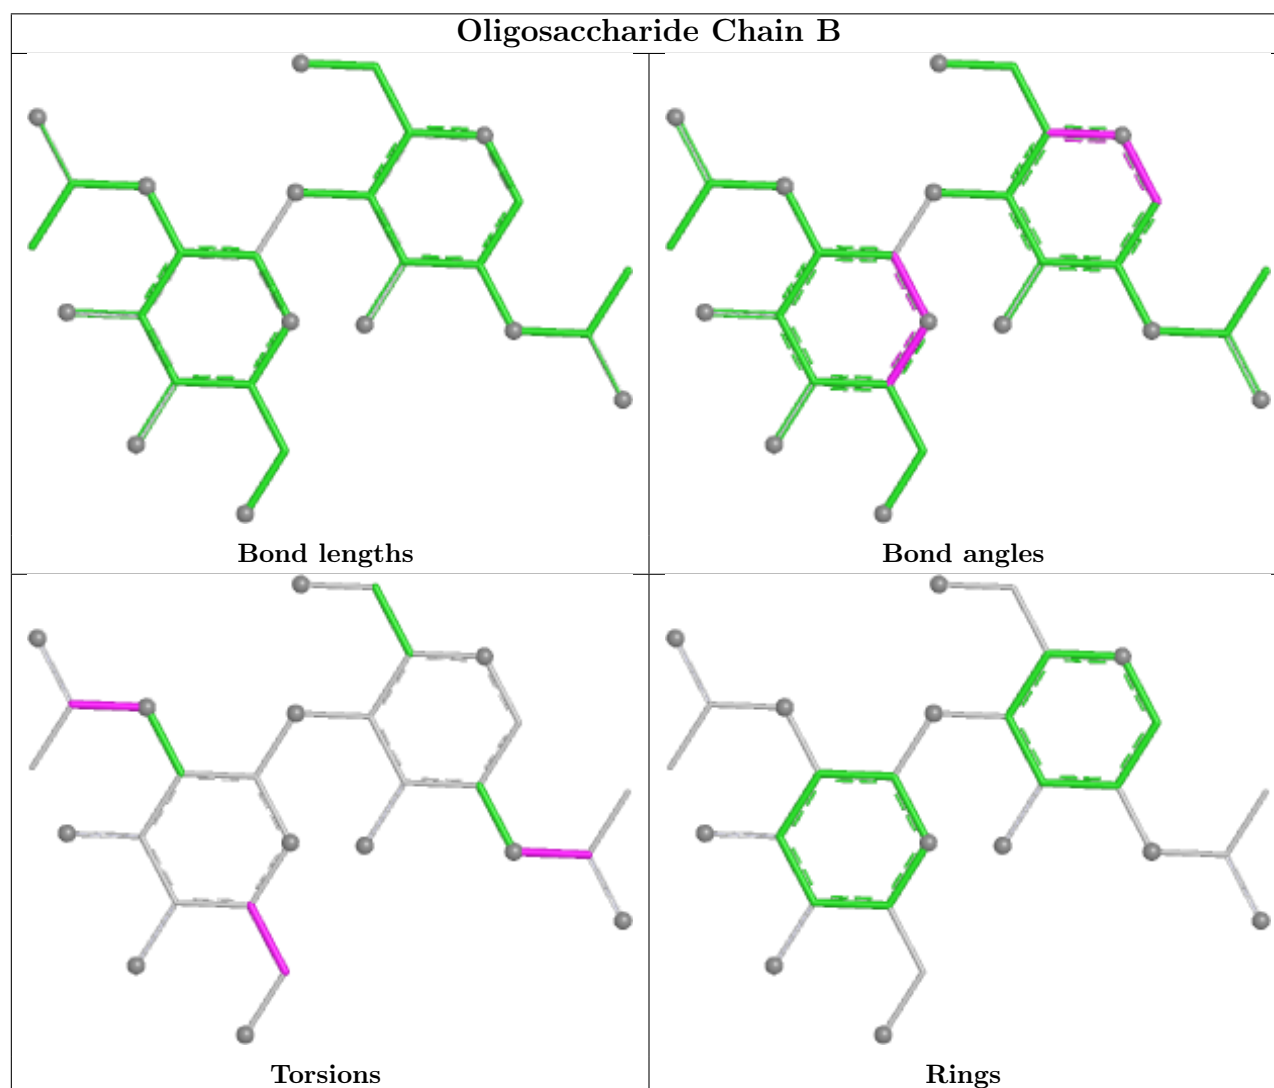 Oligosaccharide Chain B
Bond lengths
Bond angles
Torsions
Rings